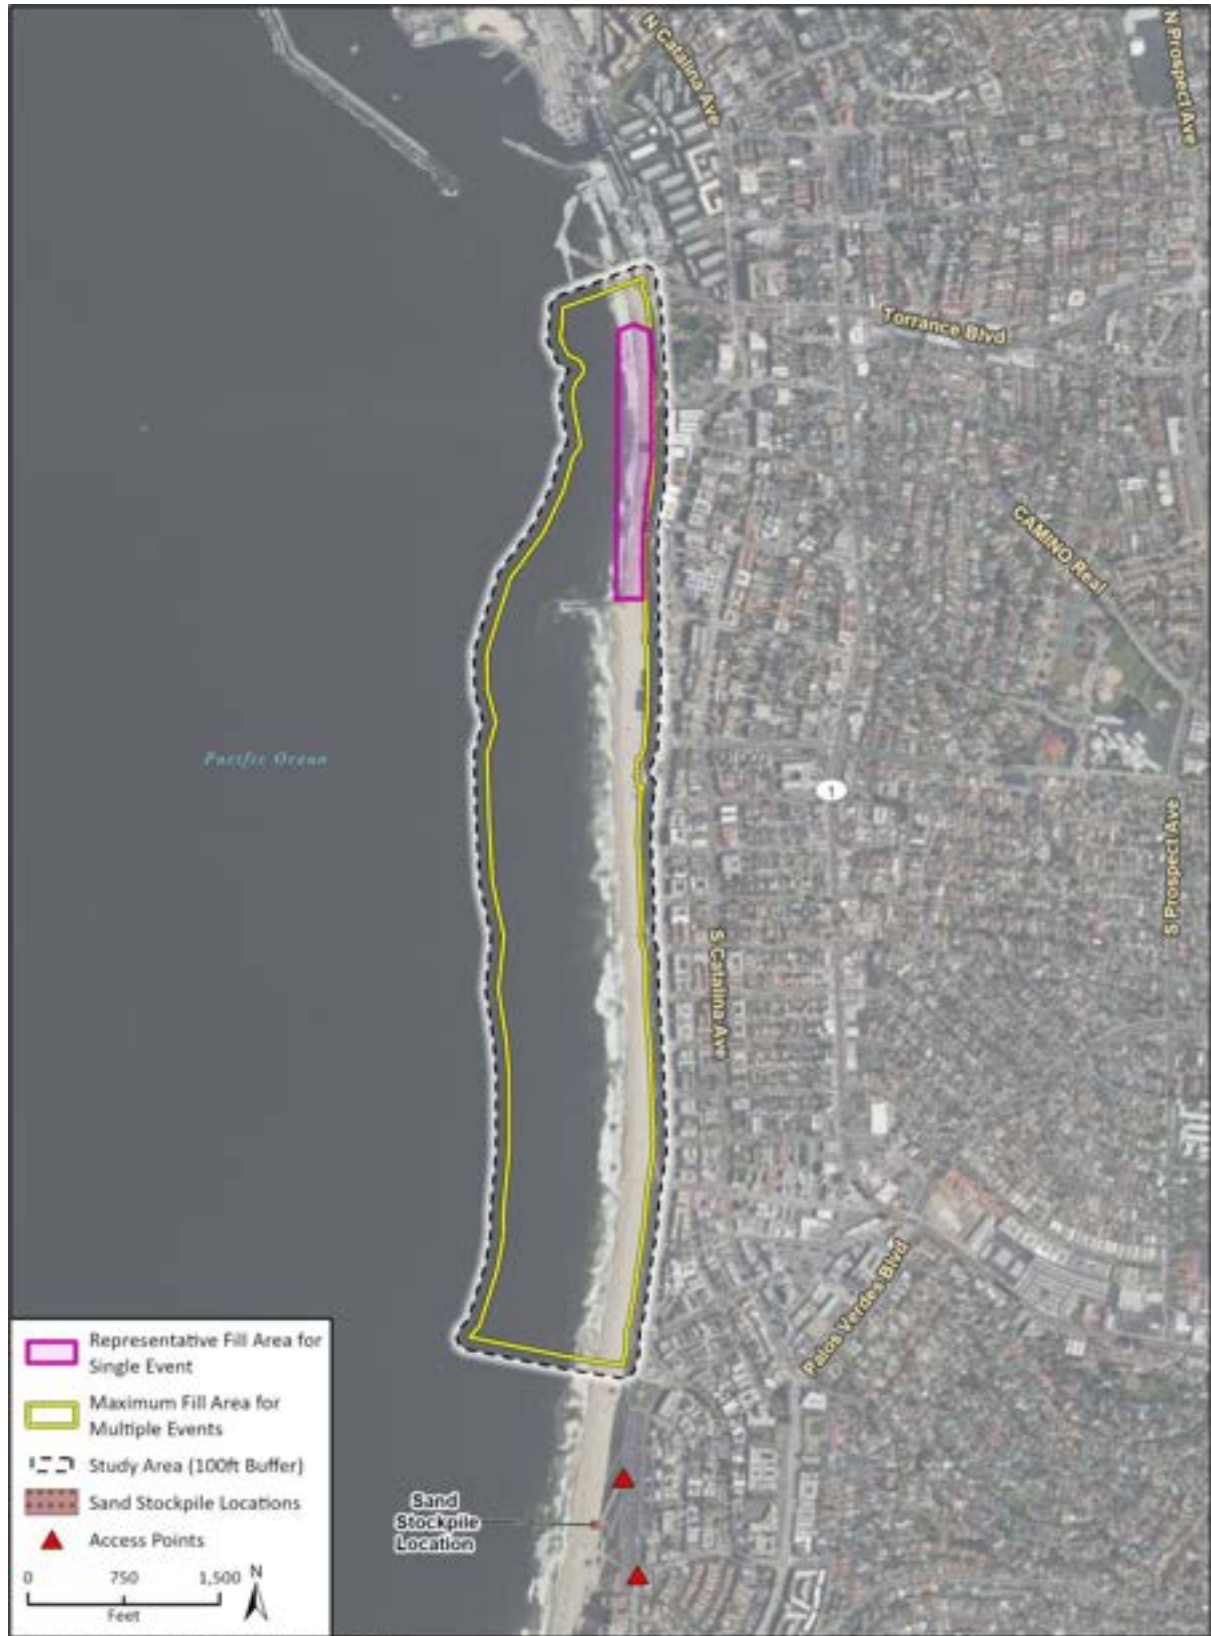 N Catalina Ave
N Prospect Ave
Torrance Blvd
CAMINO Real
Pacific Ocean
1
S Prospect Ave
S Catalina Ave
Palos Verdes Blvd
Representative Fill Area for
Single Event
Maximum Fill Area for
Multiple Events
Study Area (100ft Buffer)
Sand Stockpile Locations
Access Points
0 750 1,500
Feet
N
Sand
Stockpile
Location